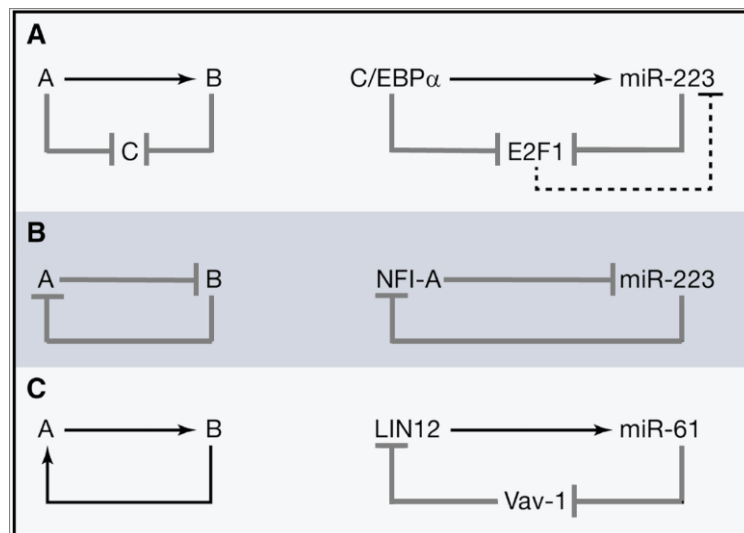 A
A B C/EBPα miR-223
C E2F1
B
A B NFI-A miR-223
C
A B LIN12 miR-61
Vav-1